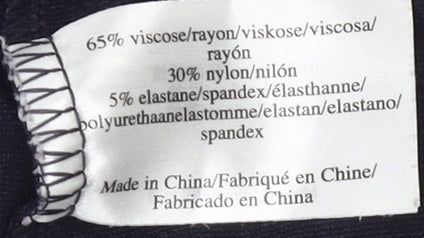 65% viscose/rayon/viskose/viscosa/
rayón
30% nylon/nilón
5% elastane/spandex/élasthanne/
polyurethaanelastomme/elastan/elastano/
spandex
Made in China/Fabriqué en Chine/
Fabricado en China